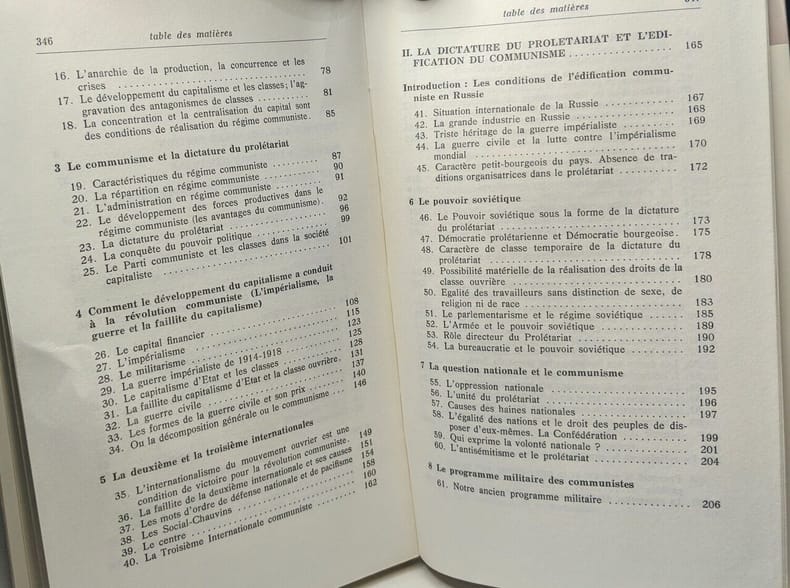 346
table des matières
16. L'anarchie de la production, la concurrence et les
crises 78
17. Le développement du capitalisme et les classes; l'ag-
gravation des antagonismes de classes 81
18. La concentration et la centralisation du capital sont
des conditions de réalisation du régime communiste. 85
3 Le communisme et la dictature du prolétariat
19. Caractéristiques du régime communiste 87
20. La répartition en régime communiste 90
21. L'administration en régime communiste 91
22. Le développement des forces productives dans le
régime communiste (les avantages du communisme). 92
23. La dictature du prolétariat 96
24. La conquête du pouvoir politique 99
25. Le Parti communiste et les classes dans la société
capitaliste 101
4 Comment le développement du capitalisme a conduit
à la révolution communiste (L'impérialisme, la
guerre et la faillite du capitalisme)
26. Le capital financier 108
27. L'impérialisme 115
28. Le militarisme 123
29. La guerre impérialiste de 1914-1918 125
30. Le capitalisme d'Etat et les classes 128
31. La faillite du capitalisme d'Etat et la classe ouvrière. 131
32. La guerre civile 137
33. Les formes de la guerre civile et son prix 140
34. Ou la décomposition générale ou le communisme 146
5 La deuxième et la troisième internationales
35. L'internationalisme du mouvement ouvrier est une
condition de victoire pour la révolution communiste. 149
36. La faillite de la deuxième internationale et ses causes 151
37. Les mots d'ordre de défense nationale et de pacifisme 154
38. Les Social-Chauvins 158
39. Le centre 160
40. La Troisième Internationale communiste 162
table des matières
II. LA DICTATURE DU PROLETARIAT ET L'EDI-
FICATION DU COMMUNISME 165
Introduction : Les conditions de l'édification commu-
niste en Russie
41. Situation internationale de la Russie 167
42. La grande industrie en Russie 168
43. Triste héritage de la guerre impérialiste 169
44. La guerre civile et la lutte contre l'impérialisme
mondial 170
45. Caractère petit-bourgeois du pays. Absence de tra-
ditions organisatrices dans le prolétariat 172
6 Le pouvoir soviétique
46. Le Pouvoir soviétique sous la forme de la dictature
du prolétariat 173
47. Démocratie prolétarienne et Démocratie bourgeoise. 175
48. Caractère de classe temporaire de la dictature du
prolétariat 178
49. Possibilité matérielle de la réalisation des droits de la
classe ouvrière 180
50. Egalité des travailleurs sans distinction de sexe, de
religion ni de race 183
51. Le parlementarisme et le régime soviétique 185
52. L'Armée et le pouvoir soviétique 189
53. Rôle directeur du Prolétariat 190
54. La bureaucratie et le pouvoir soviétique 192
7 La question nationale et le communisme
55. L'oppression nationale 195
56. L'unité du prolétariat 196
57. Causes des haines nationales 197
58. L'égalité des nations et le droit des peuples de dis-
poser d'eux-mêmes. La Confédération 199
59. Qui exprime la volonté nationale ? 201
60. L'antisémitisme et le prolétariat 204
8 Le programme militaire des communistes
61. Notre ancien programme militaire 206